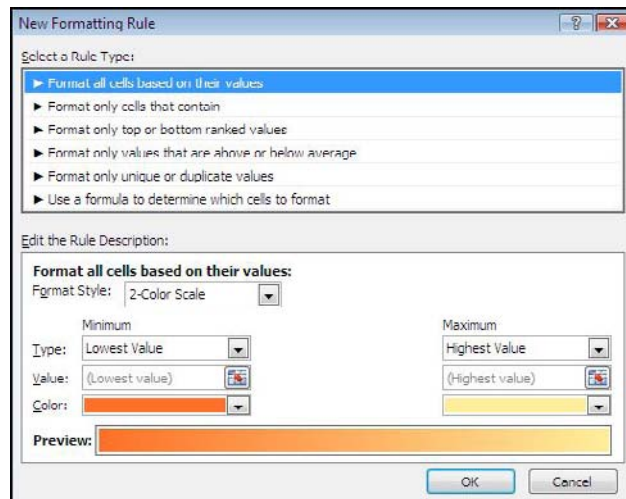 New Formatting Rule
Select a Rule Type:
► Format all cells based on their values
► Format only cells that contain
► Format only top or bottom ranked values
► Format only values that are above or below average
► Format only unique or duplicate values
► Use a formula to determine which cells to format
Edit the Rule Description:
Format all cells based on their values:
Format Style: 2-Color Scale
Minimum Maximum
Type: Lowest Value Highest Value
Value: (Lowest value) (Highest value)
Color:
Preview:
OK Cancel